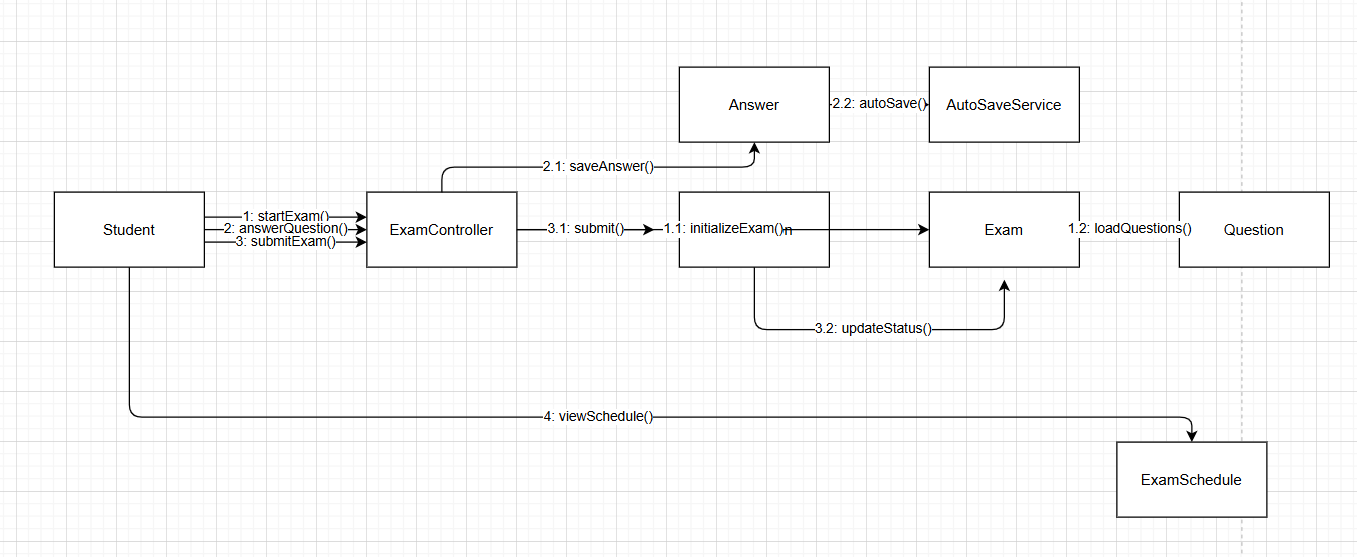 Answer
2.2: autoSave()
AutoSaveService
2.1: saveAnswer()
Student
1: startExam()
2: answerQuestion()
3: submitExam()
ExamController
3.1: submit()
1.1: initializeExam()
Exam
1.2: loadQuestions()
Question
3.2: updateStatus()
4: viewSchedule()
ExamSchedule